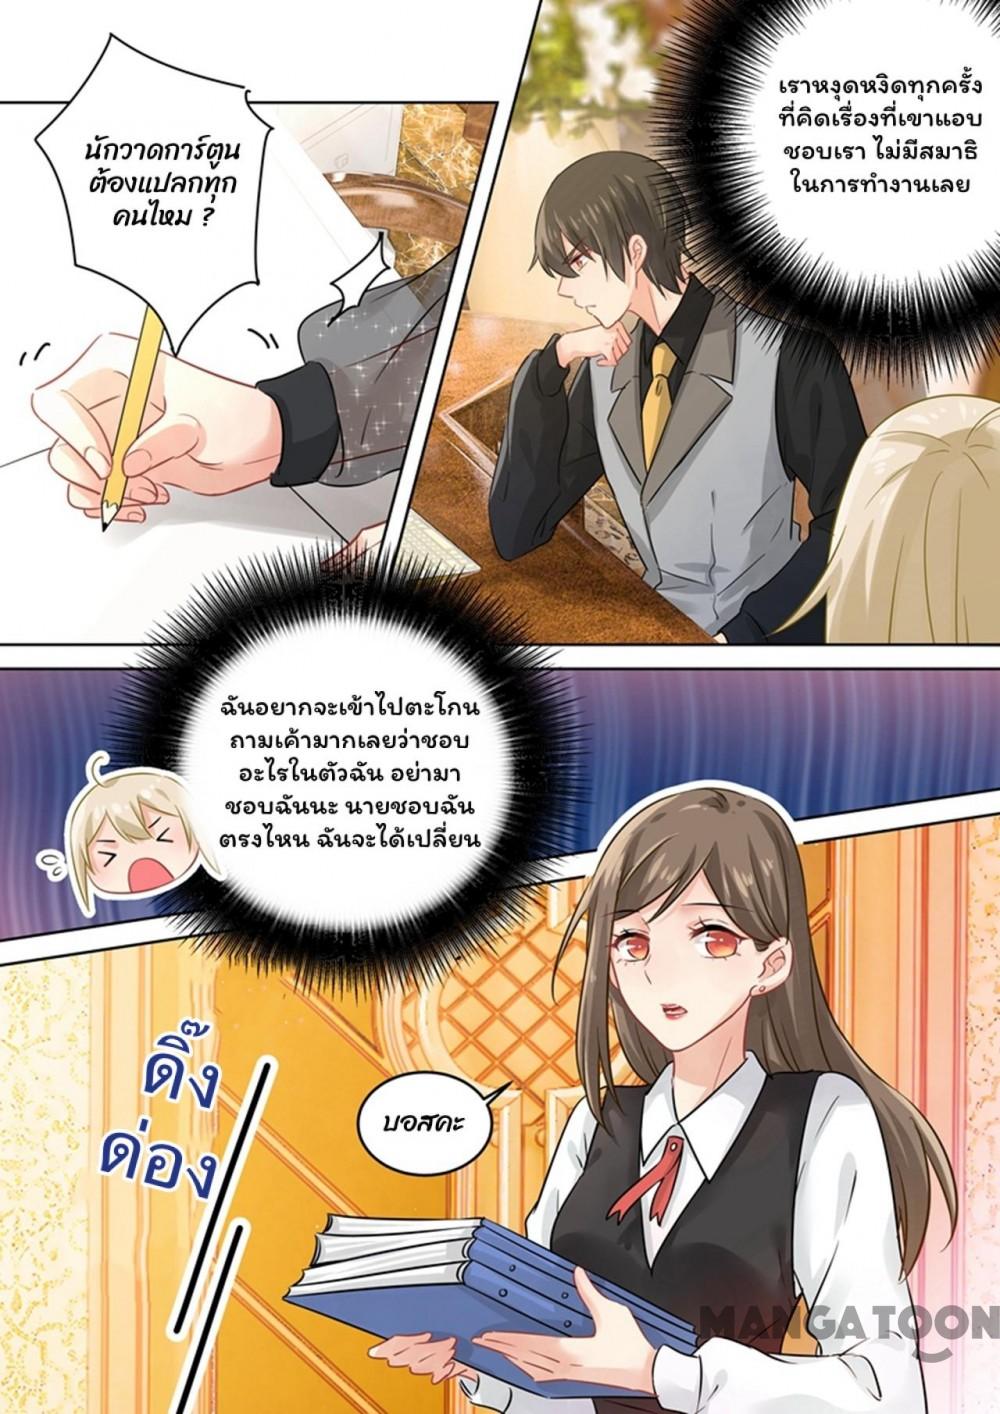 นักวาดการ์ตูน
ต้องแปลกทุก
คนไหม ?
เราหงุดหงิดทุกครั้ง
ที่คิดเรื่องที่เขาแอบ
ชอบเรา ไม่มีสมาธิ
ในการทำงานเลย
ฉันอยากจะเข้าไปตะโกน
ถามเค้ามากเลยว่าชอบ
อะไรในตัวฉัน อย่ามา
ชอบฉันนะ นายชอบฉัน
ตรงไหน ฉันจะได้เปลี่ยน
ดิ๊ง
ด่อง
บอสคะ
MANGATOON